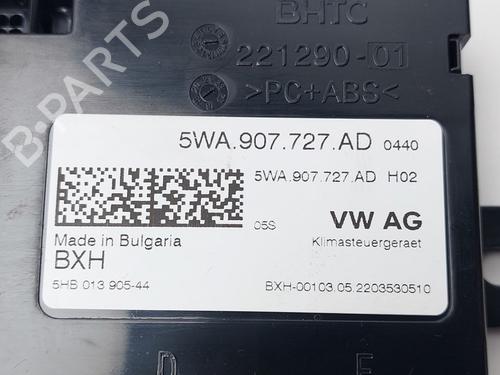 BHTC
221290-01
>PC+ABS<
5WA.907.727.AD 0440
5WA.907.727.AD H02
05S
VW AG
Made in Bulgaria
Klimasteuergeraet
BXH
5HB 013 905-44
BXH-00103.05.2203530510
B-PARTS